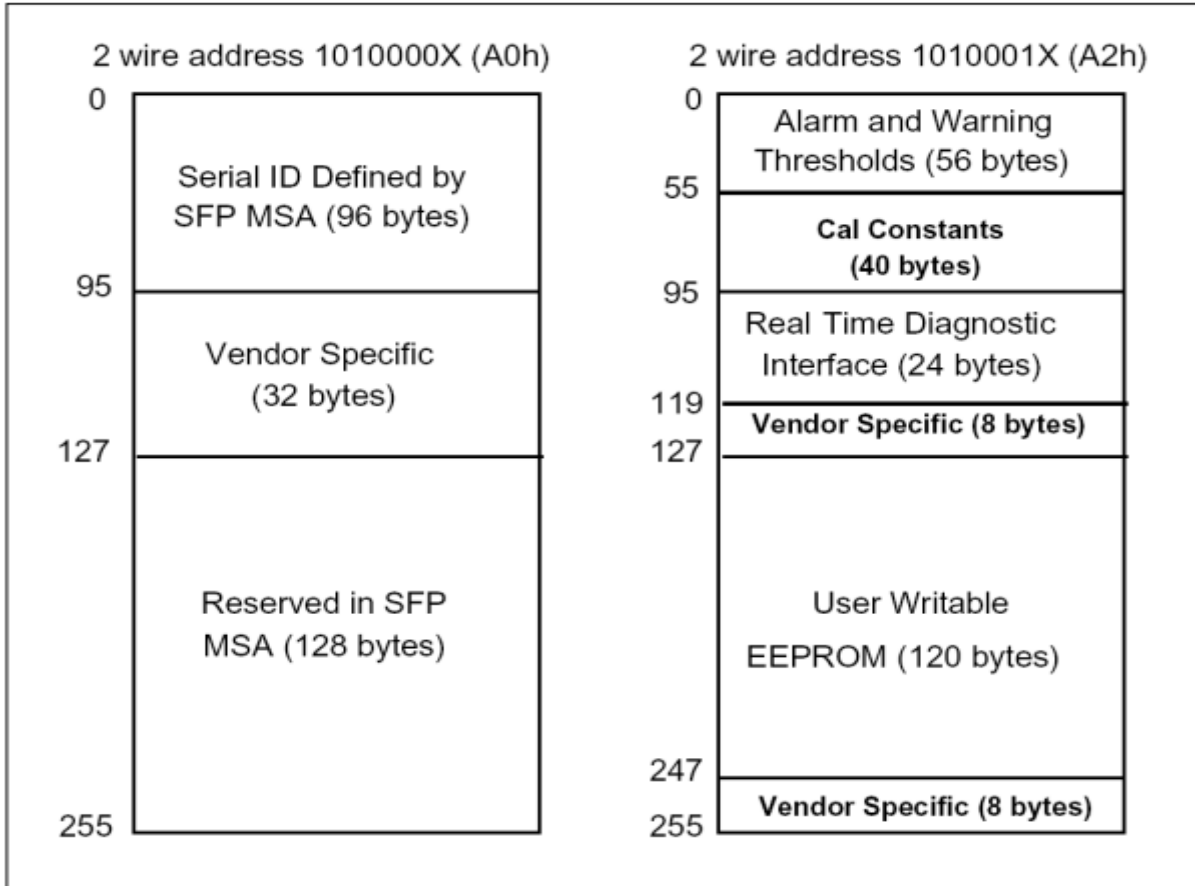 2 wire address 1010000X (A0h)
0
Serial ID Defined by
SFP MSA (96 bytes)
95
Vendor Specific
(32 bytes)
127
Reserved in SFP
MSA (128 bytes)
255
2 wire address 1010001X (A2h)
0
Alarm and Warning
Thresholds (56 bytes)
55
Cal Constants
(40 bytes)
95
Real Time Diagnostic
Interface (24 bytes)
119
Vendor Specific (8 bytes)
127
User Writable
EEPROM (120 bytes)
247
Vendor Specific (8 bytes)
255